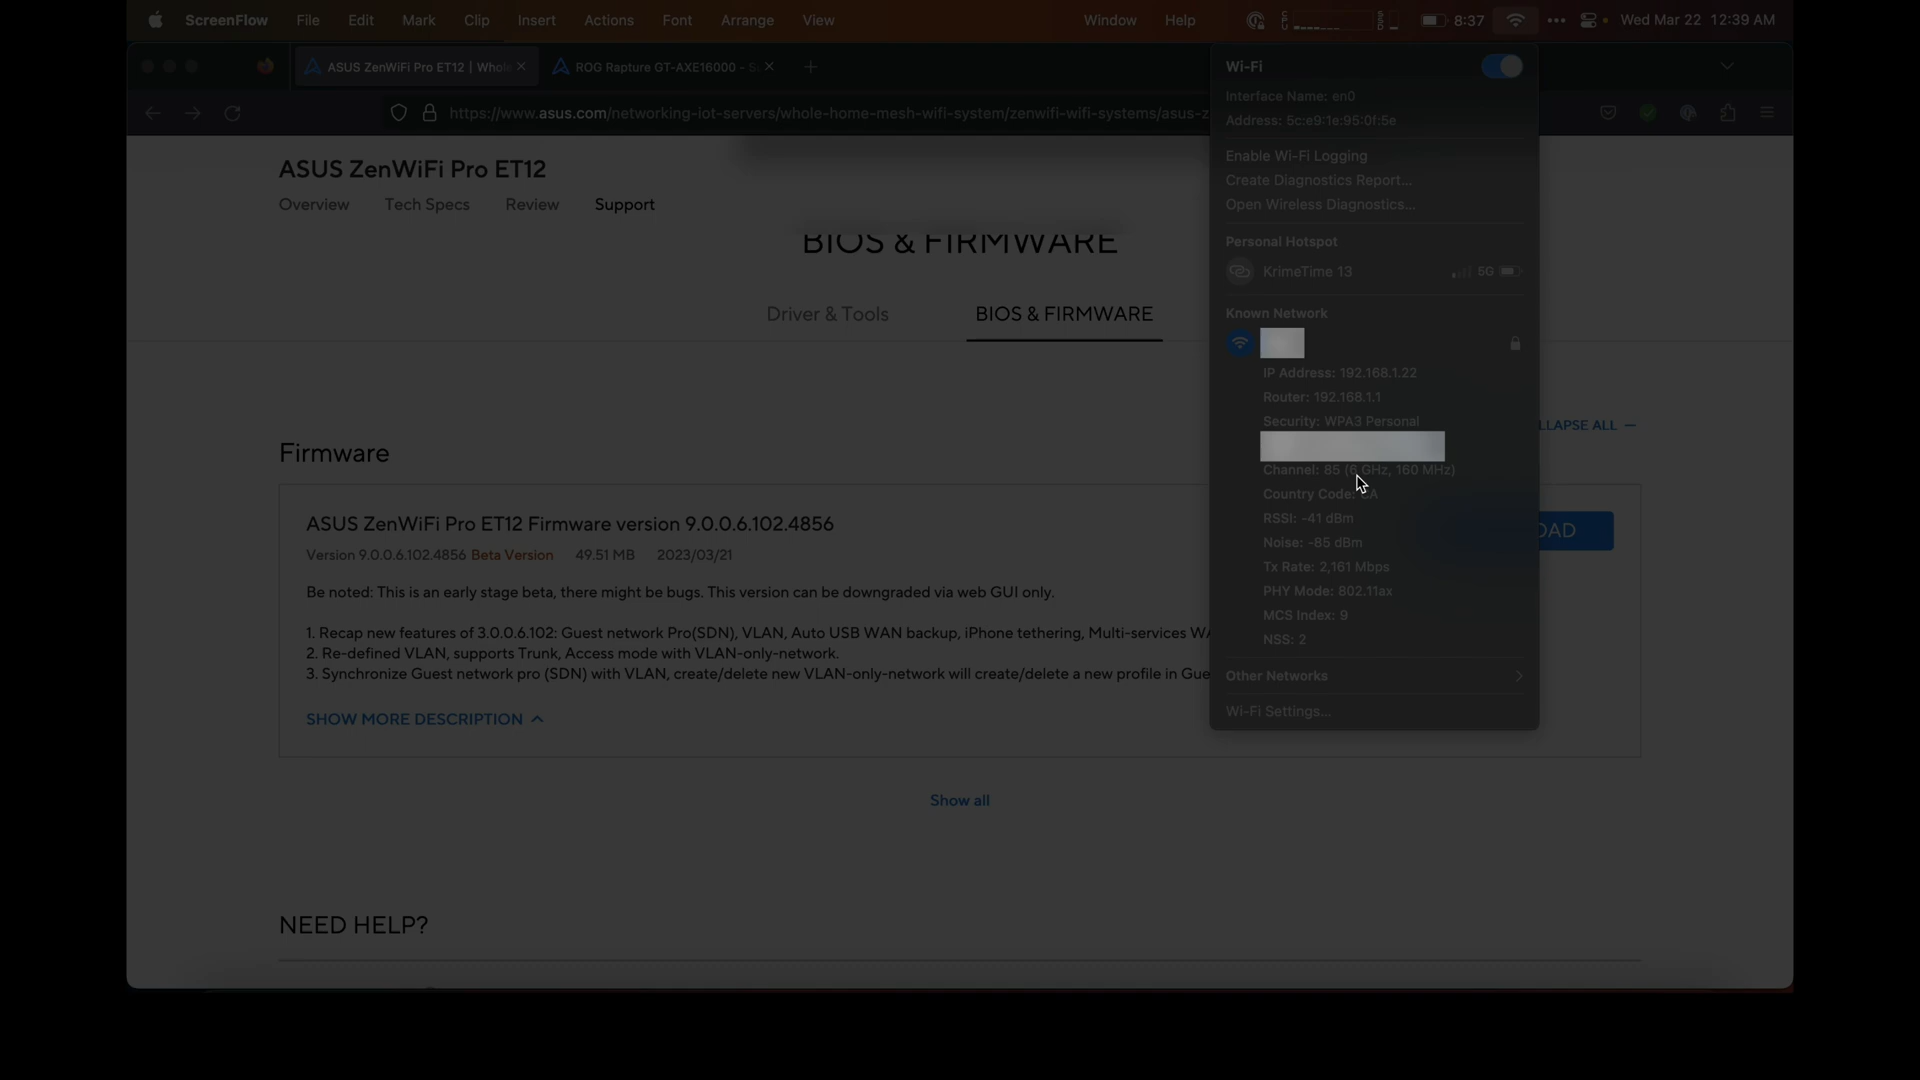 ScreenFlow File Edit Mark Clip Insert Actions Font Arrange View Window Help 8:37 Wed Mar 22 12:39 AM
ASUS ZenWiFi Pro ET12 | Whole
ROG Rapture GT-AXE16000 - S
https://www.asus.com/networking-iot-servers/whole-home-mesh-wifi-system/zenwifi-wifi-systems/asus-z
ASUS ZenWiFi Pro ET12
Overview Tech Specs Review Support
BIOS & FIRMWARE
Driver & Tools BIOS & FIRMWARE
LLAPSE ALL
Firmware
ASUS ZenWiFi Pro ET12 Firmware version 9.0.0.6.102.4856
Version 9.0.0.6.102.4856 Beta Version 49.51 MB 2023/03/21
OAD
Be noted: This is an early stage beta, there might be bugs. This version can be downgraded via web GUI only.
1. Recap new features of 3.0.0.6.102: Guest network Pro(SDN), VLAN, Auto USB WAN backup, iPhone tethering, Multi-services WA
2. Re-defined VLAN, supports Trunk, Access mode with VLAN-only-network.
3. Synchronize Guest network pro (SDN) with VLAN, create/delete new VLAN-only-network will create/delete a new profile in Gue
SHOW MORE DESCRIPTION
Show all
NEED HELP?
Wi-Fi
Interface Name: en0
Address: 5c:e9:1e:95:0f:5e
Enable Wi-Fi Logging
Create Diagnostics Report...
Open Wireless Diagnostics...
Personal Hotspot
KrimeTime 13 5G
Known Network
IP Address: 192.168.1.22
Router: 192.168.1.1
Security: WPA3 Personal
Channel: 85 (6 GHz, 160 MHz)
Country Code: CA
RSSI: -41 dBm
Noise: -85 dBm
Tx Rate: 2,161 Mbps
PHY Mode: 802.11ax
MCS Index: 9
NSS: 2
Other Networks
Wi-Fi Settings...